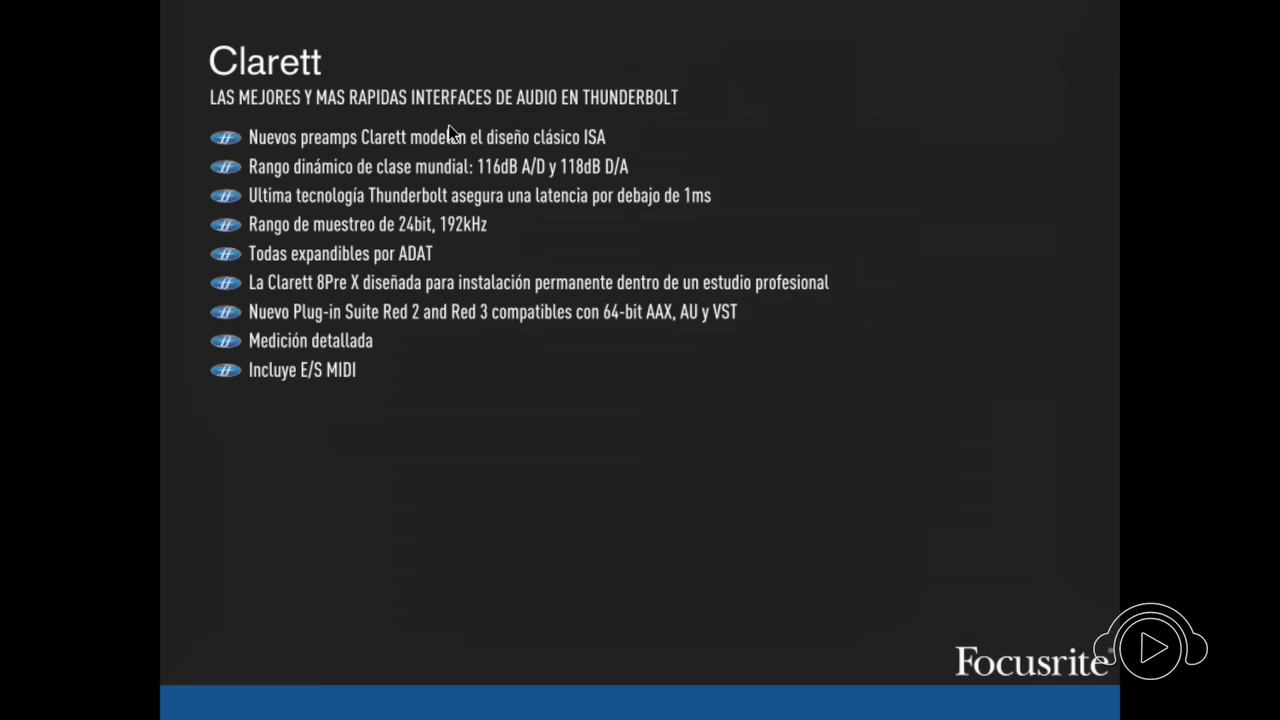 Clarett
LAS MEJORES Y MAS RAPIDAS INTERFACES DE AUDIO EN THUNDERBOLT
Nuevos preamps Clarett modelan el diseño clásico ISA
Rango dinámico de clase mundial: 116dB A/D y 118dB D/A
Ultima tecnología Thunderbolt asegura una latencia por debajo de 1ms
Rango de muestreo de 24bit, 192kHz
Todas expandibles por ADAT
La Clarett 8Pre X diseñada para instalación permanente dentro de un estudio profesional
Nuevo Plug-in Suite Red 2 and Red 3 compatibles con 64-bit AAX, AU y VST
Medición detallada
Incluye E/S MIDI
Focusrite